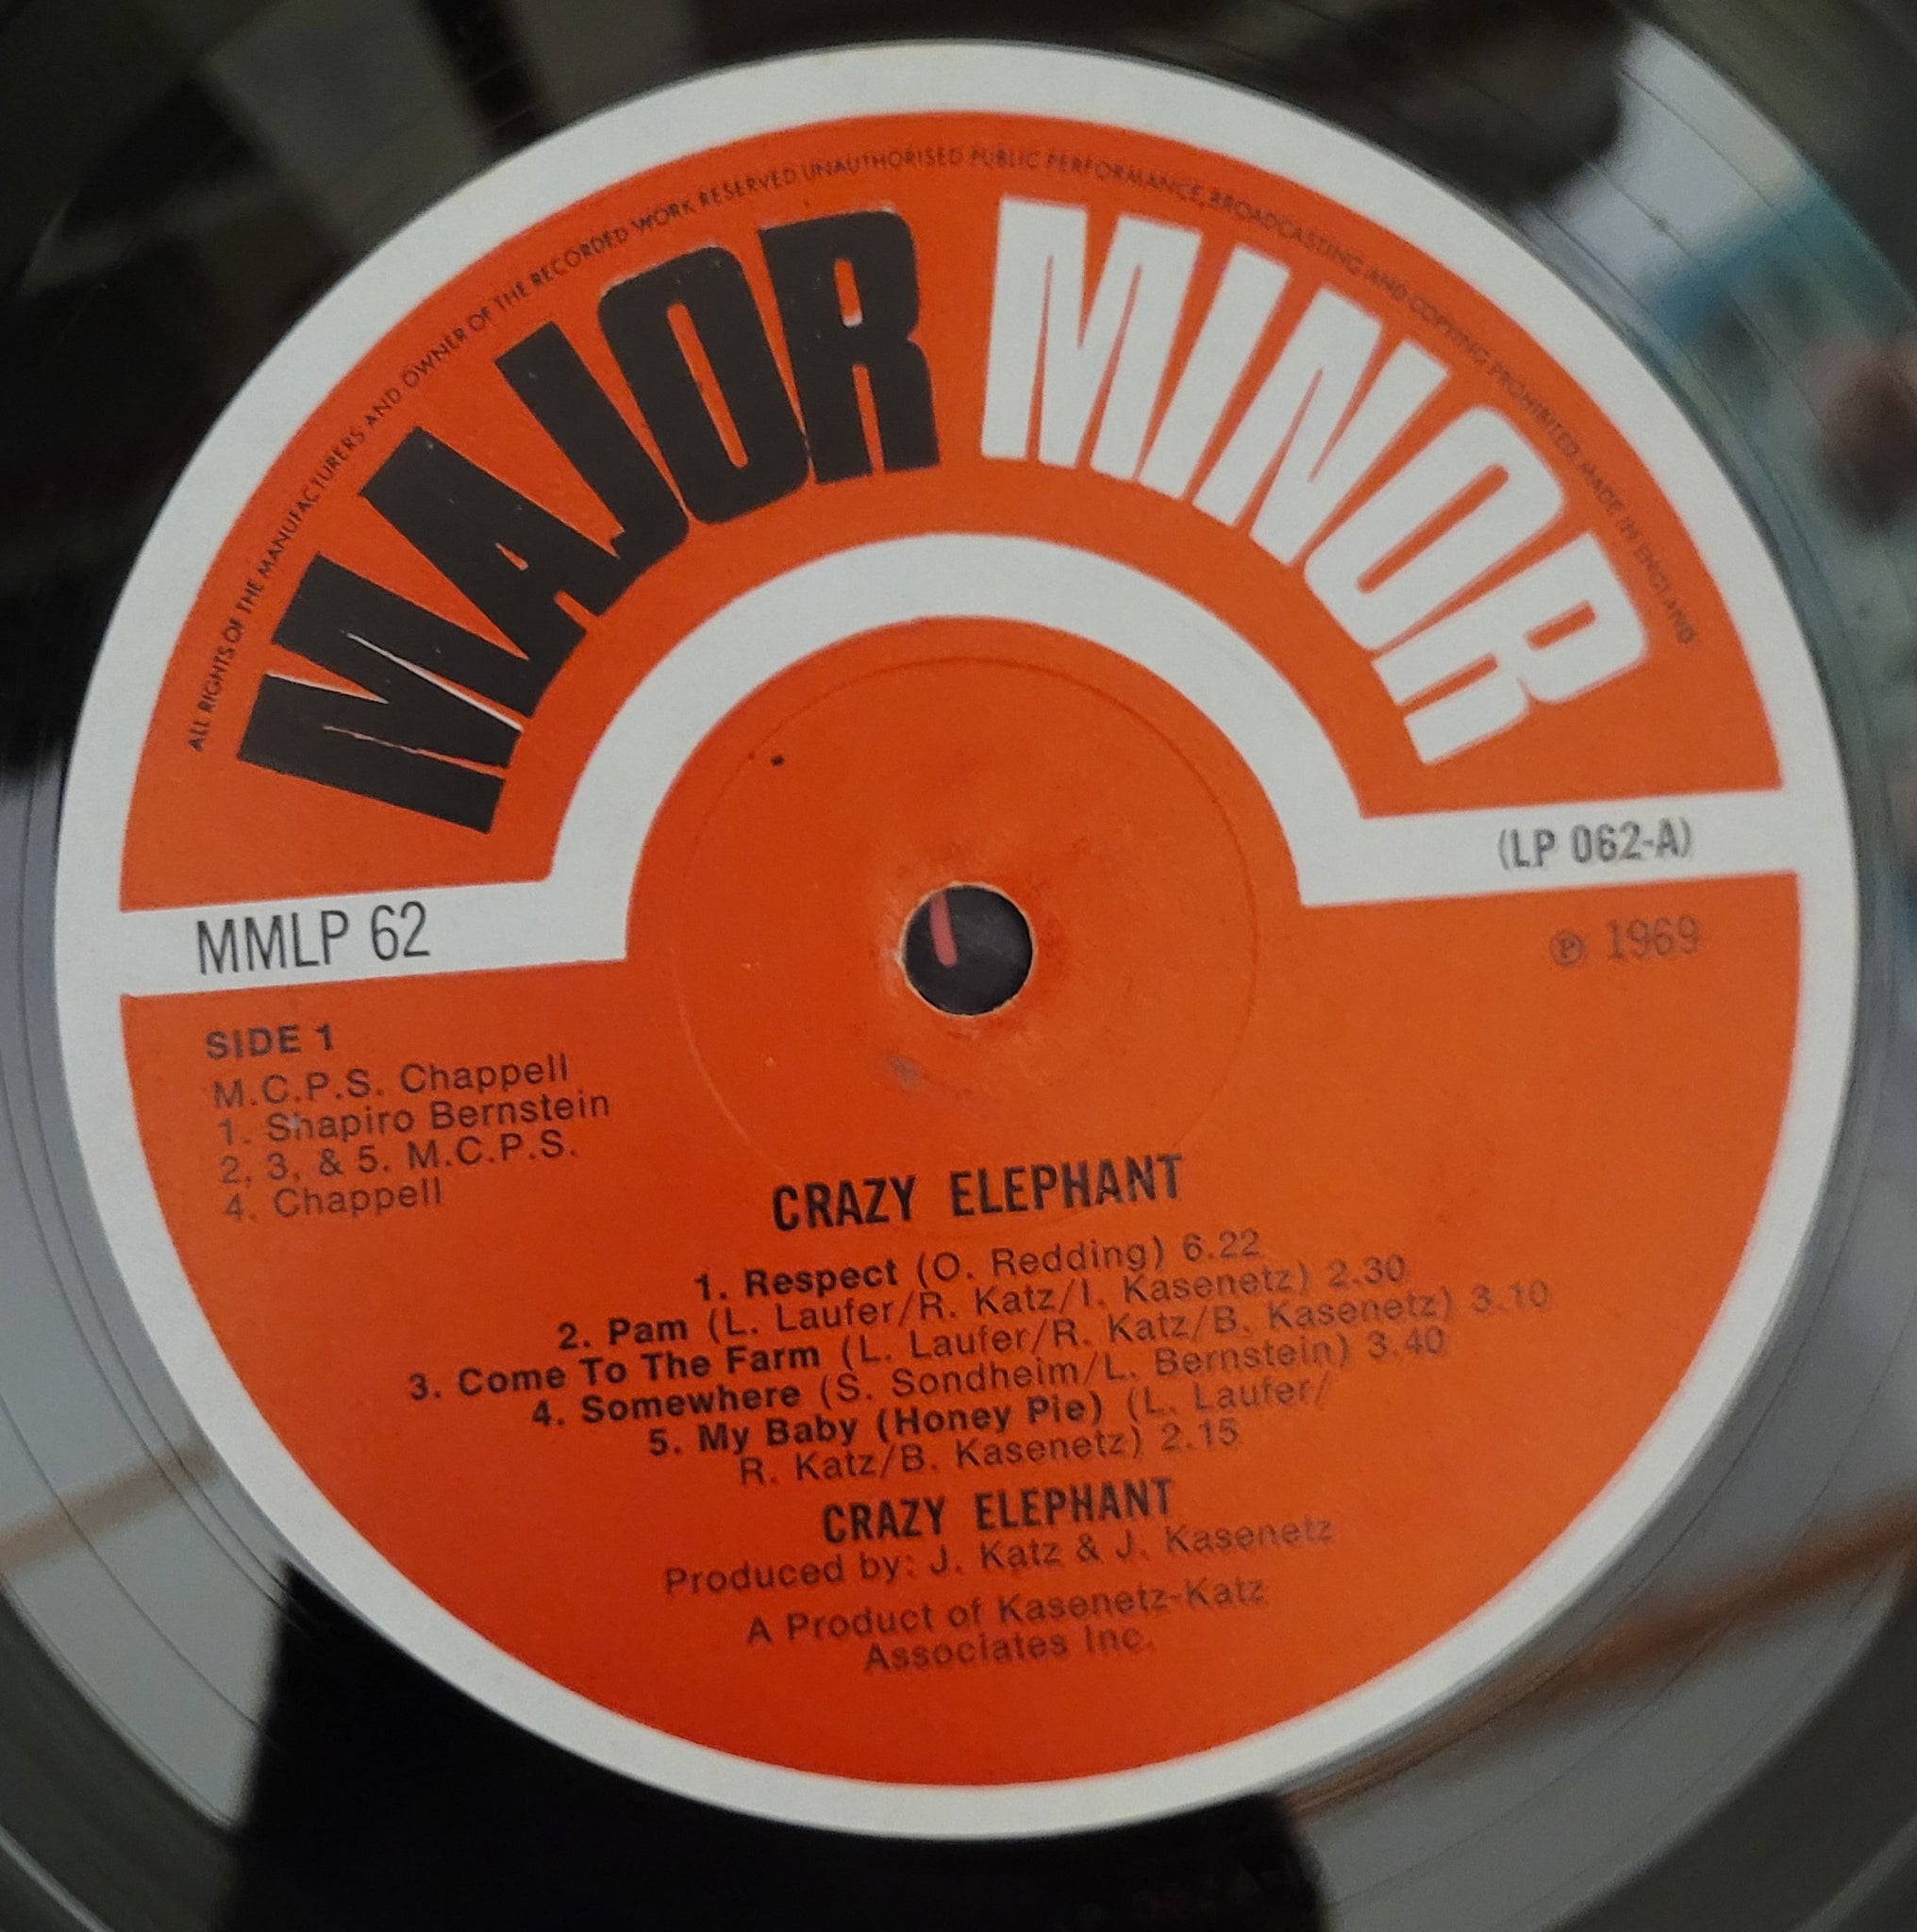 ALL RIGHTS OF THE MANUFACTURERS AND OWNER OF THE RECORDED WORK RESERVED UNAUTHORISED PUBLIC PERFORMANCE, BROADCASTING AND COPYING PROHIBITED. MADE IN ENGLAND
MAJOR MINOR
(LP 062-A)
MMLP 62
℗ 1969
SIDE 1
M.C.P.S. Chappell
1. Shapiro Bernstein
2, 3, & 5. M.C.P.S.
4. Chappell
CRAZY ELEPHANT
1. Respect (O. Redding) 6.22
2. Pam (L. Laufer/R. Katz/I. Kasenetz) 2.30
3. Come To The Farm (L. Laufer/R. Katz/B. Kasenetz) 3.10
4. Somewhere (S. Sondheim/L. Bernstein) 3.40
5. My Baby (Honey Pie) (L. Laufer/
R. Katz/B. Kasenetz) 2.15
CRAZY ELEPHANT
Produced by: J. Katz & J. Kasenetz
A Product of Kasenetz-Katz
Associates Inc.